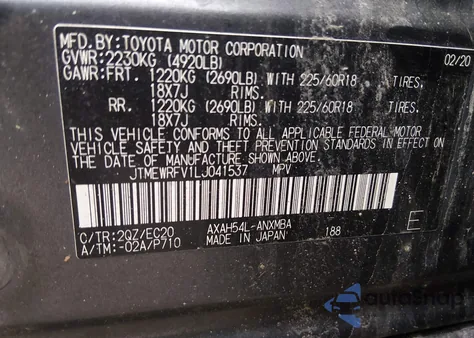 MFD.BY:TOYOTA MOTOR CORPORATION 02/20
GVWR:2230KG (4920LB)
GAWR:FRT. 1220KG (2690LB) WITH 225/60R18 TIRES,
18X7J RIMS.
RR. 1220KG (2690LB) WITH 225/60R18 TIRES,
18X7J RIMS.
THIS VEHICLE CONFORMS TO ALL APPLICABLE FEDERAL MOTOR
VEHICLE SAFETY, BUMPER AND THEFT PREVENTION STANDARDS IN EFFECT
ON THE DATE OF MANUFACTURE SHOWN ABOVE.
JTMEWRFV1LJ041537 MPV
C/TR:2QZ/EC20 AXAH54L-ANXMBA
A/TM:-02A/P710 MADE IN JAPAN 188 E
autosnap